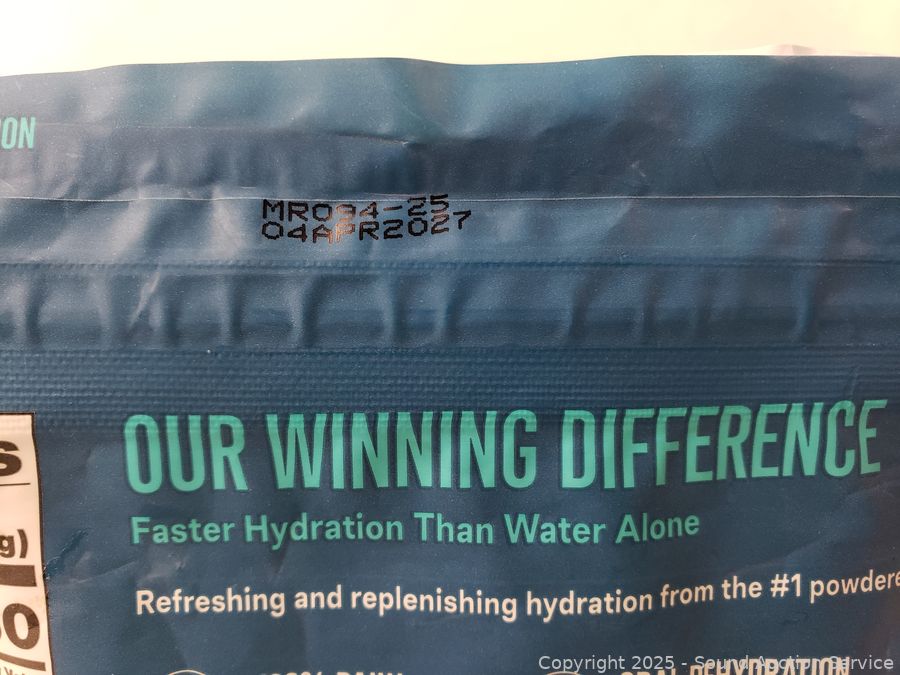 ON
MR094-25
04APR2027
OUR WINNING DIFFERENCE
Faster Hydration Than Water Alone
Refreshing and replenishing hydration from the #1 powdere
s
g)
Copyright 2025 - Sound Auction Service